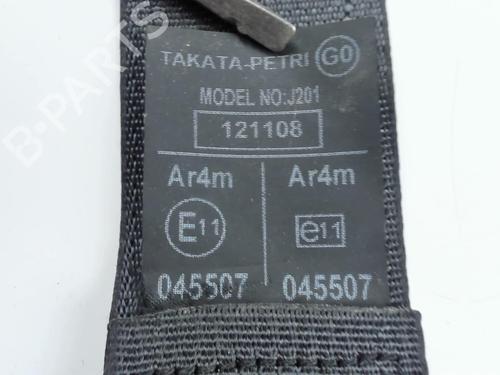 TAKATA-PETRI G0
MODEL NO:J201
121108
Ar4m Ar4m
E11 e11
045507 045507
B-PARTS